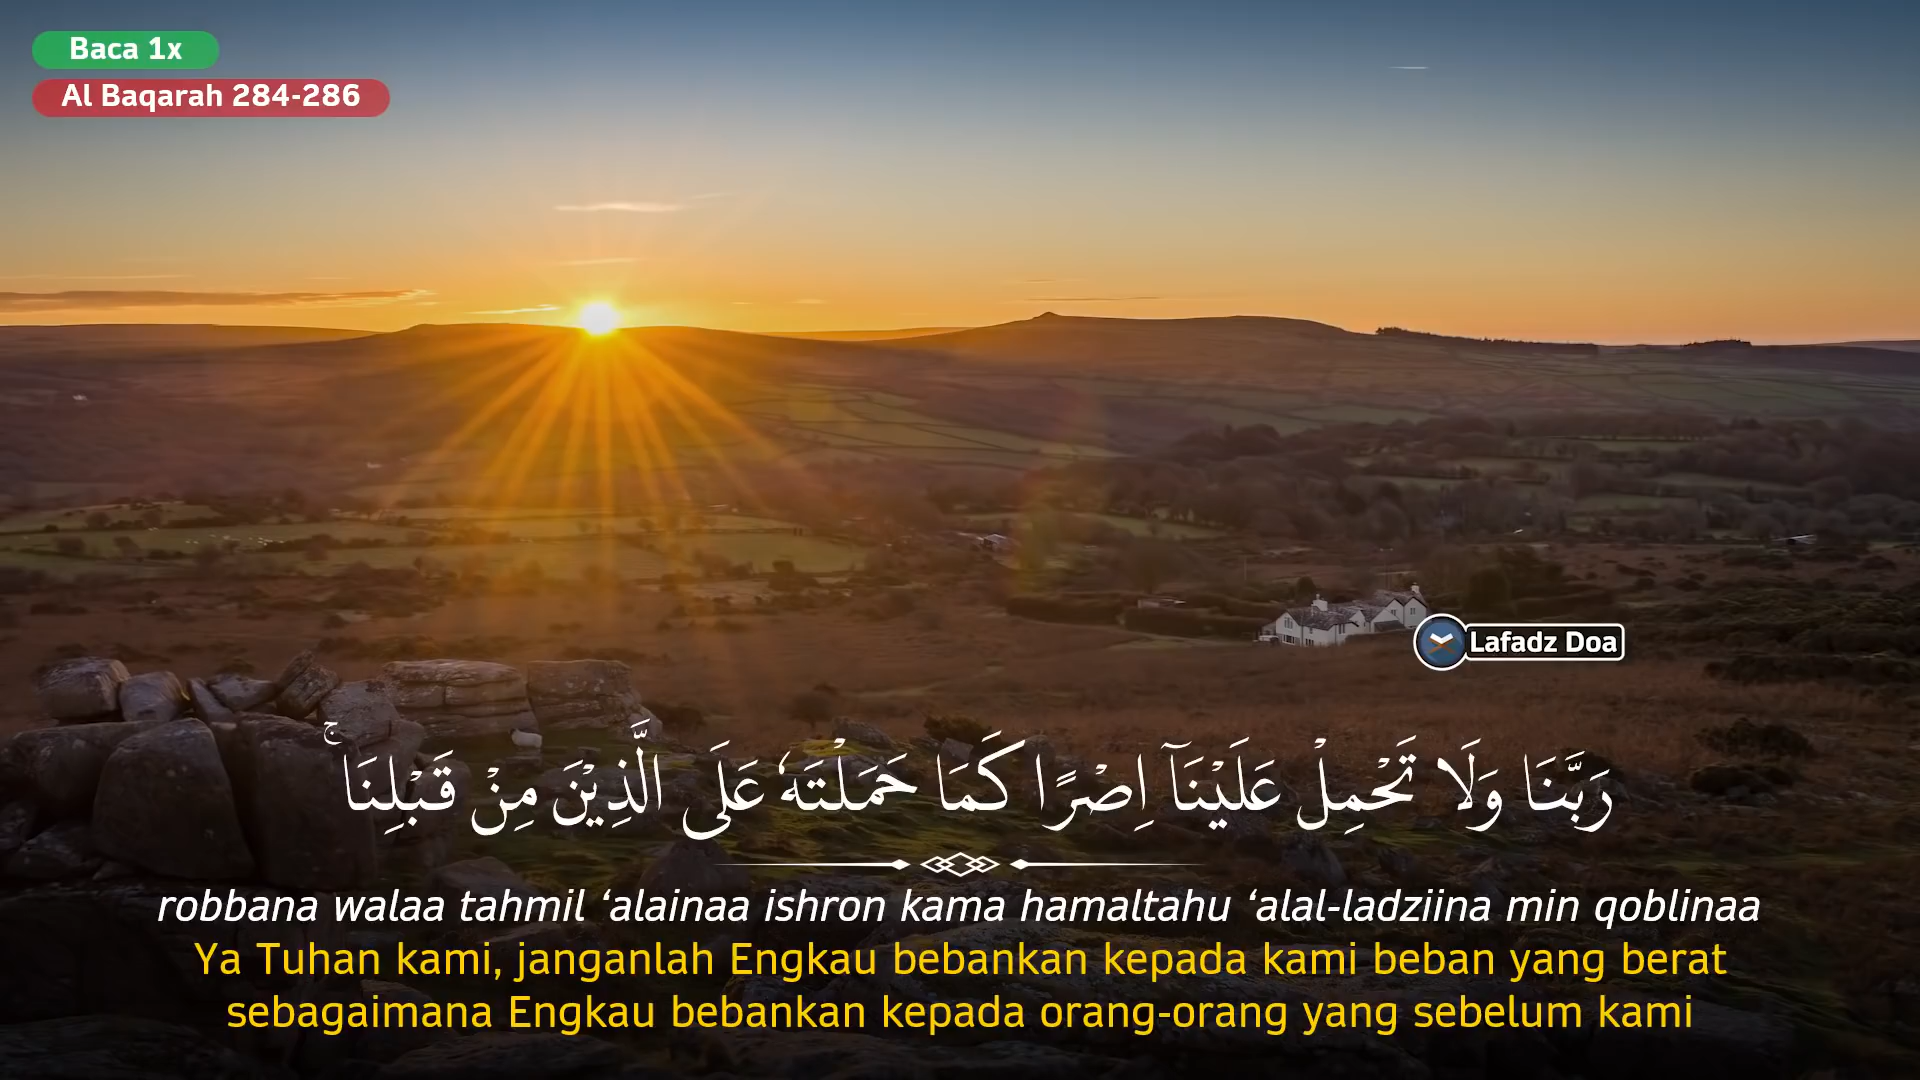 Baca 1x
Al Baqarah 284-286
Lafadz Doa
رَبَّنَا وَلَا تَحْمِلْ عَلَيْنَآ اِصْرًا كَمَا حَمَلْتَهٗ عَلَى الَّذِيْنَ مِنْ قَبْلِنَا ۚ
robbana walaa tahmil ‘alainaa ishron kama hamaltahu ‘alal-ladziina min qoblinaa
Ya Tuhan kami, janganlah Engkau bebankan kepada kami beban yang berat
sebagaimana Engkau bebankan kepada orang-orang yang sebelum kami